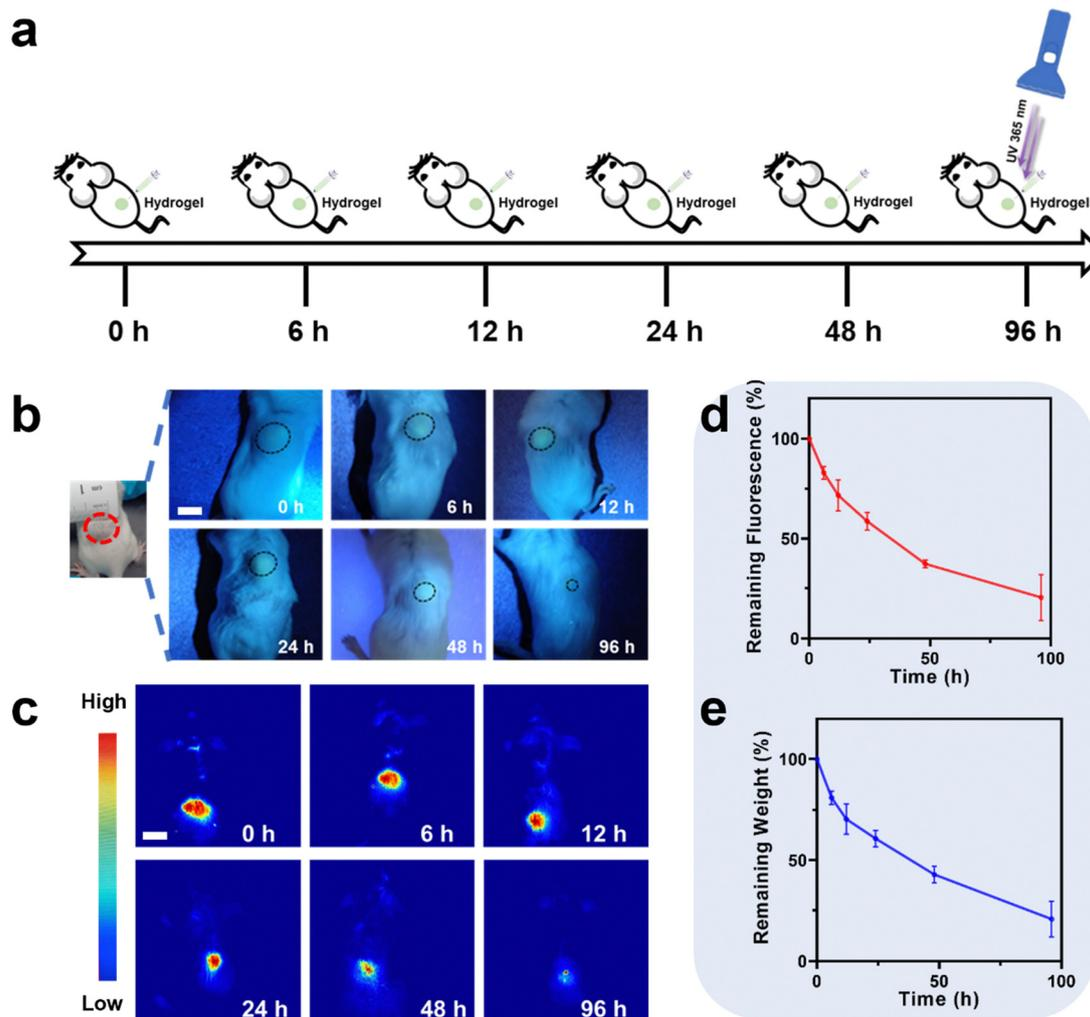 a
UV 365 nm
Hydrogel Hydrogel Hydrogel Hydrogel Hydrogel Hydrogel
0 h 6 h 12 h 24 h 48 h 96 h
b
0 h 6 h 12 h
24 h 48 h 96 h
c
High
Low
0 h 6 h 12 h
24 h 48 h 96 h
d
Remaining Fluorescence (%)
100
50
0
0 50 100
Time (h)
e
Remaining Weight (%)
100
50
0
0 50 100
Time (h)